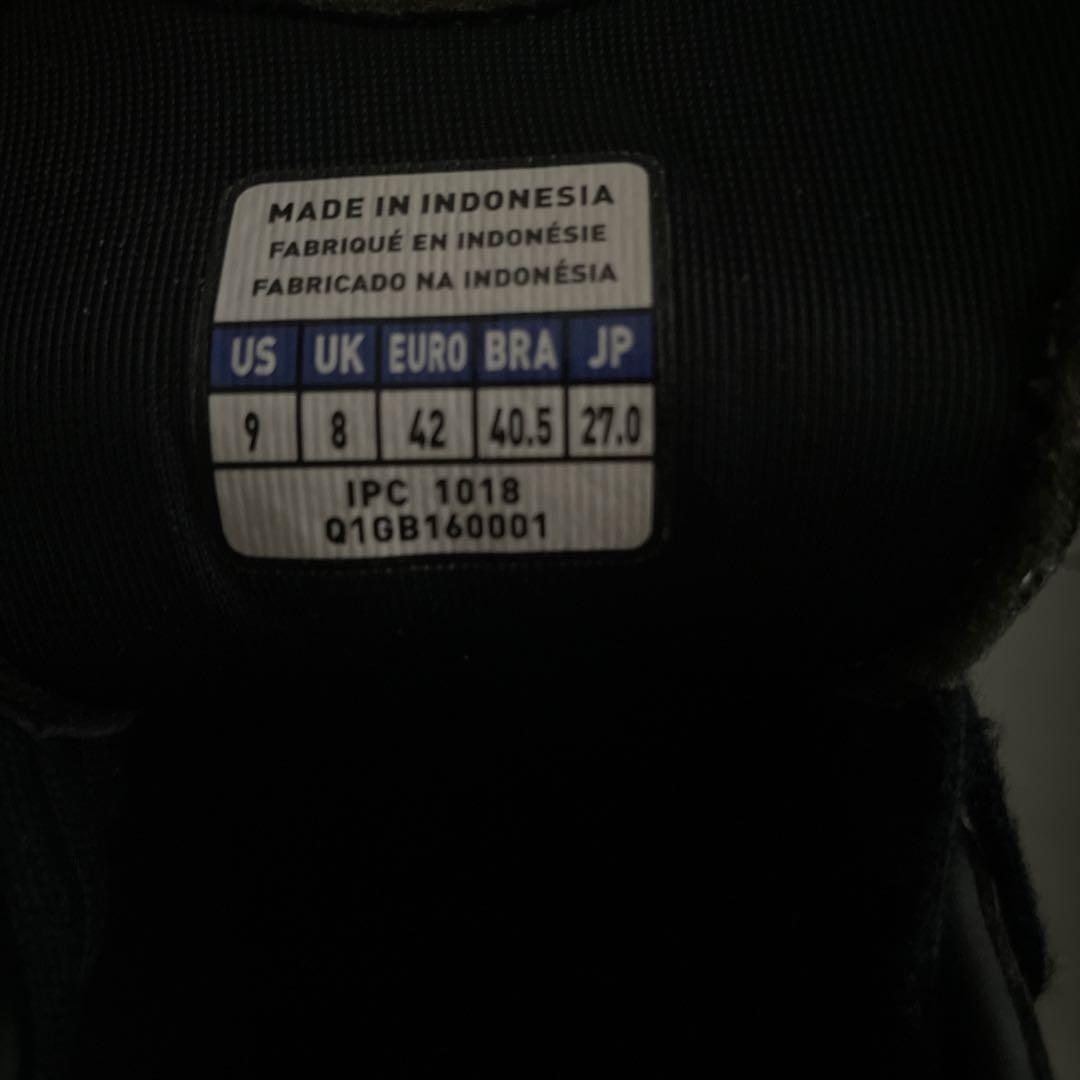 MADE IN INDONESIA
FABRIQUÉ EN INDONÉSIE
FABRICADO NA INDONÉSIA
US UK EURO BRA JP
9 8 42 40.5 27.0
IPC 1018
Q1GB160001